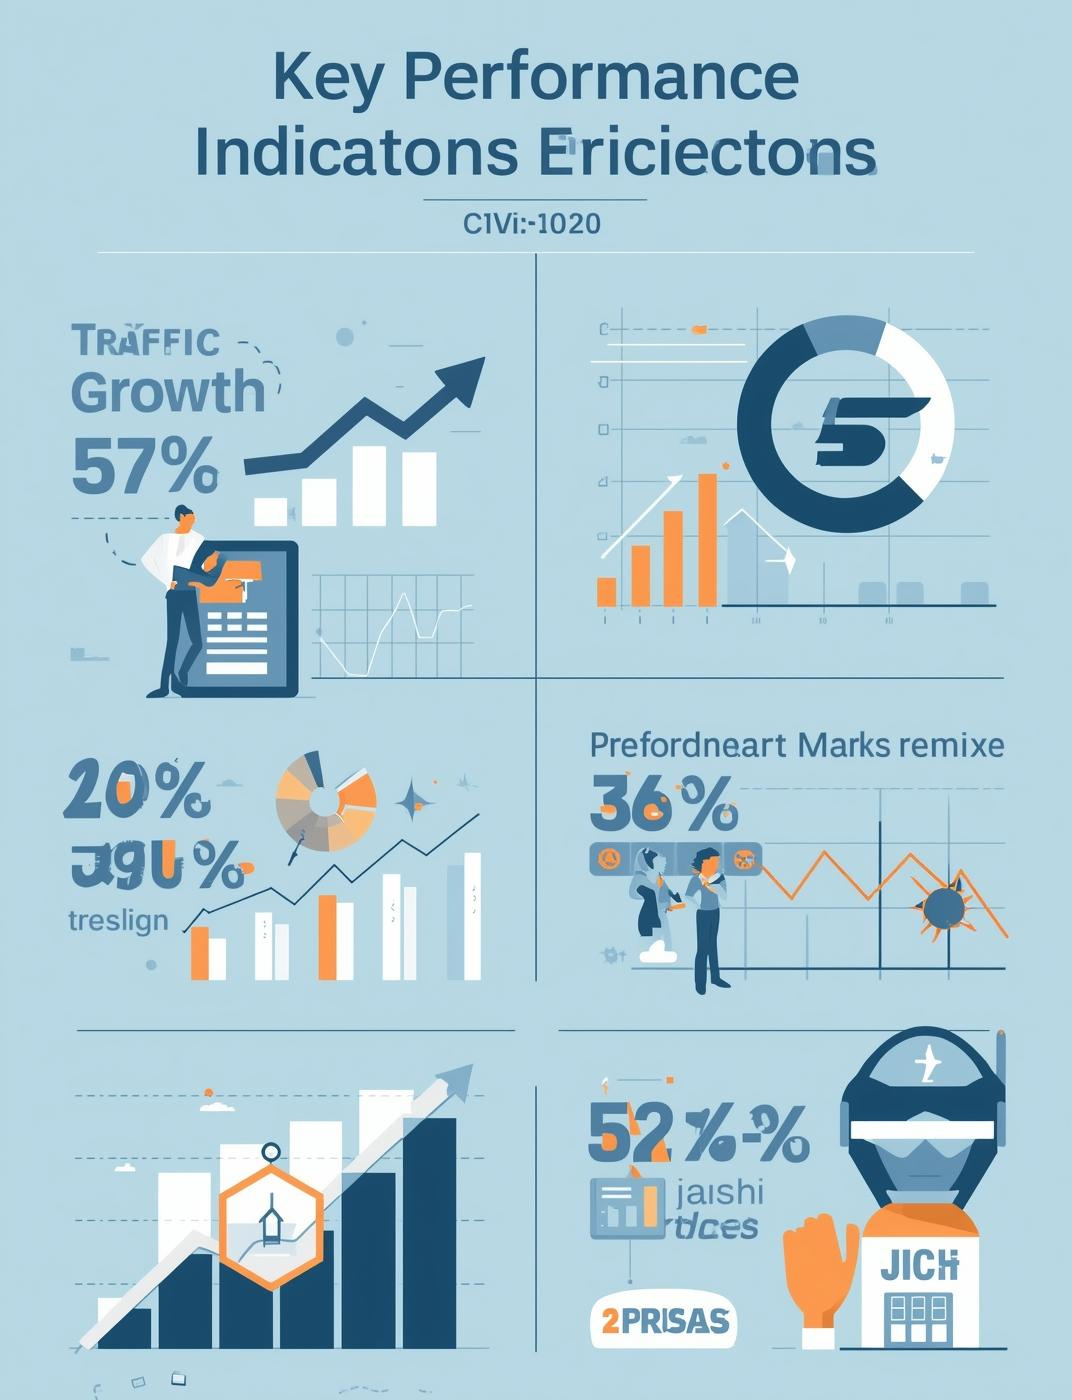 Key Performance
Indicatons Ericiectons
C1Vi:-1020
TRAFFIC
Growth
57%
5
20%
%
treslign
Prefordneart Marks remixe
36%
52%-%
jaishi
JICH
2PRISAS